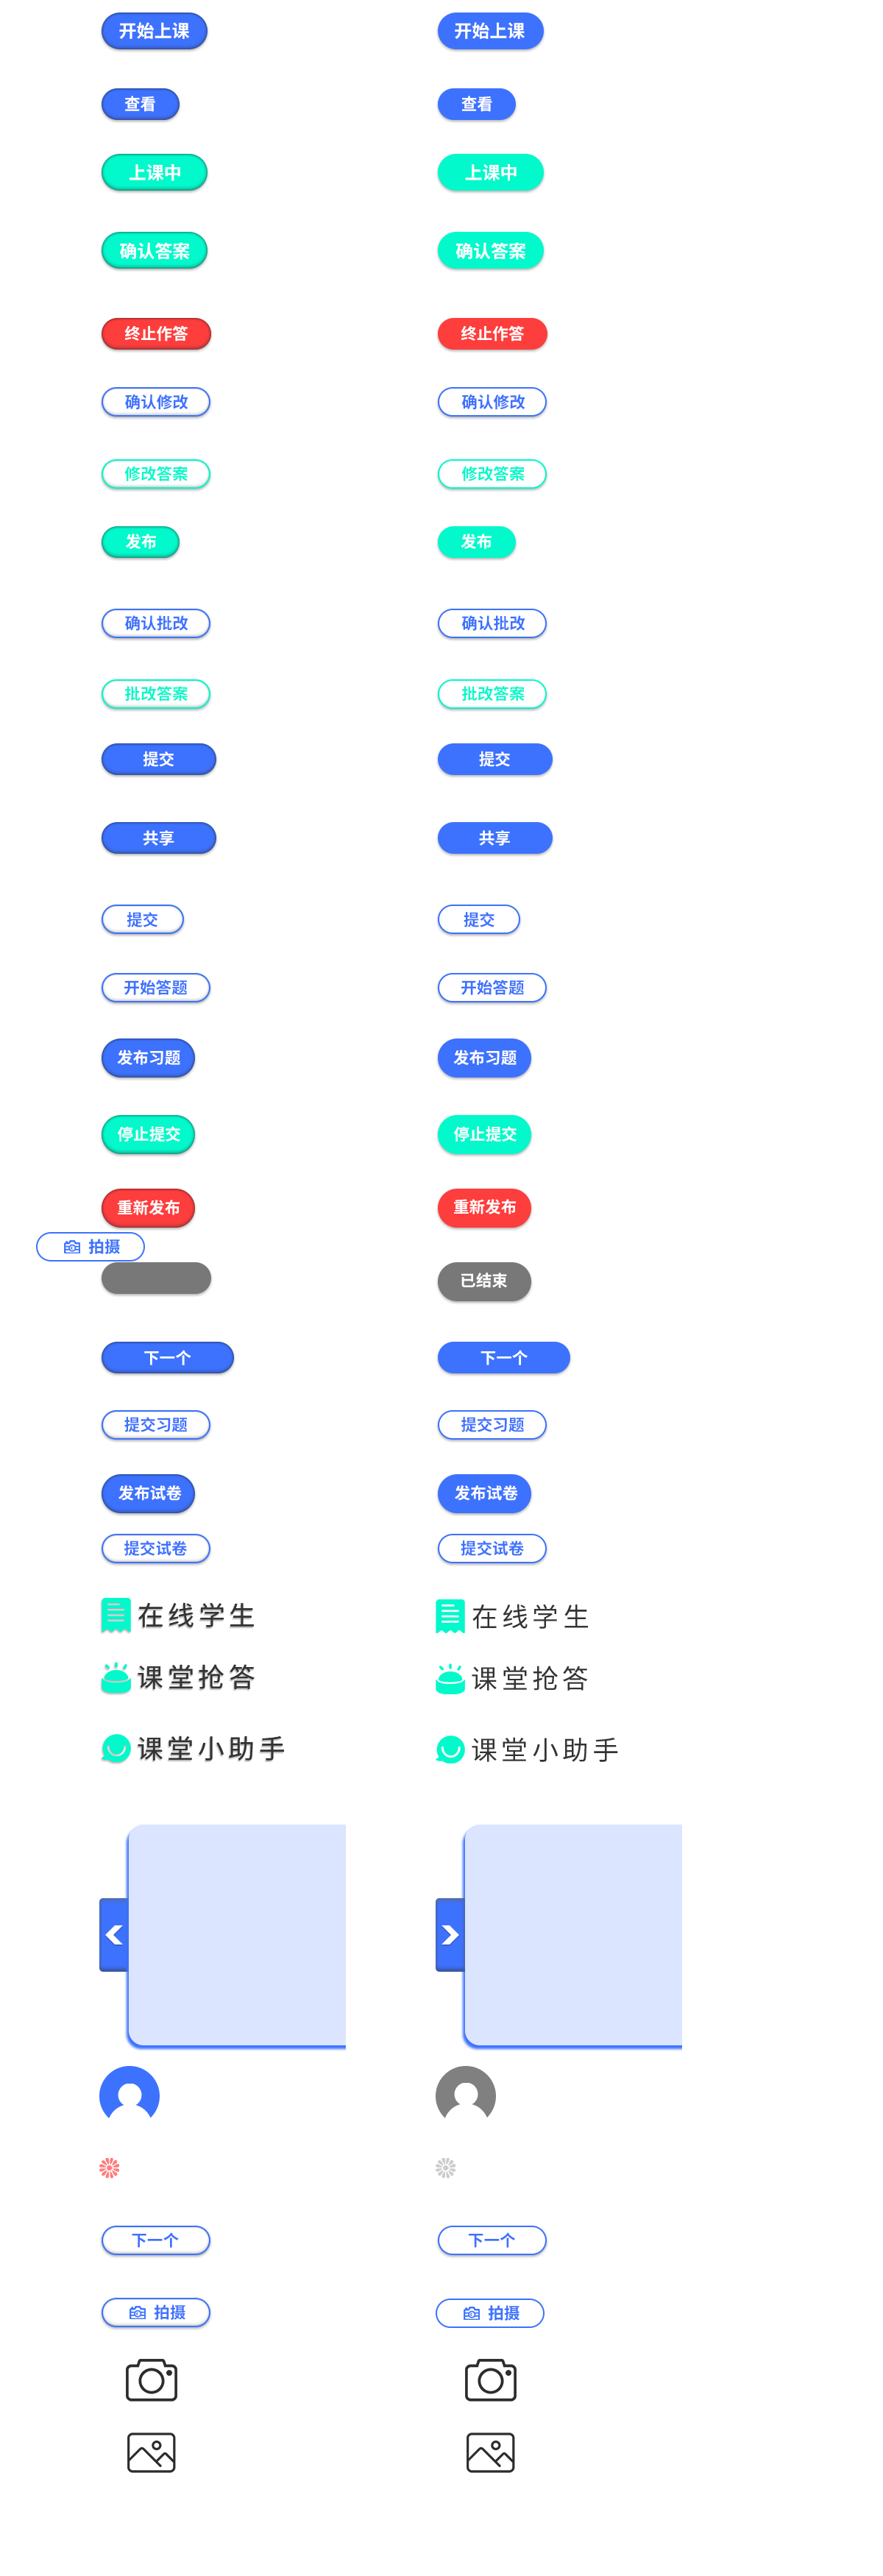 开始上课 开始上课
查看 查看
上课中 上课中
确认答案 确认答案
终止作答 终止作答
确认修改 确认修改
修改答案 修改答案
发布 发布
确认批改 确认批改
批改答案 批改答案
提交 提交
共享 共享
提交 提交
开始答题 开始答题
发布习题 发布习题
停止提交 停止提交
重新发布 重新发布
拍摄
已结束
下一个 下一个
提交习题 提交习题
发布试卷 发布试卷
提交试卷 提交试卷
在线学生 在线学生
课堂抢答 课堂抢答
课堂小助手 课堂小助手
下一个 下一个
拍摄 拍摄